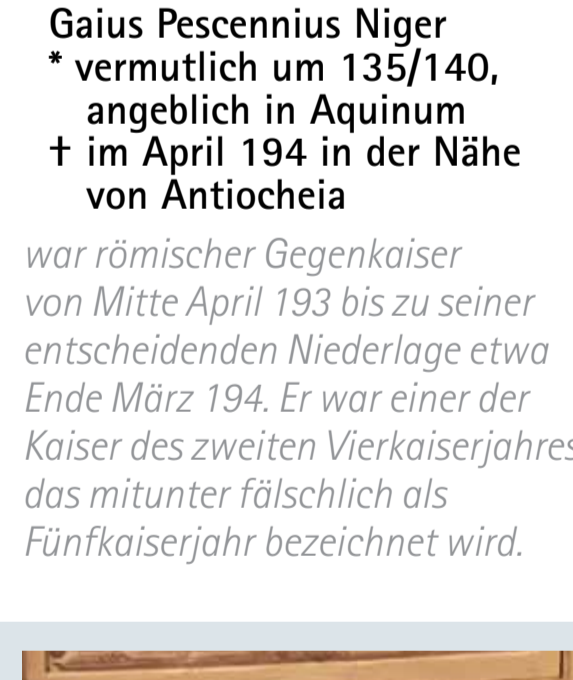 Gaius Pescennius Niger
* vermutlich um 135/140,
angeblich in Aquinum
† im April 194 in der Nähe
von Antiocheia
war römischer Gegenkaiser
von Mitte April 193 bis zu seiner
entscheidenden Niederlage etwa
Ende März 194. Er war einer der
Kaiser des zweiten Vierkaiserjahres
das mitunter fälschlich als
Fünfkaiserjahr bezeichnet wird.